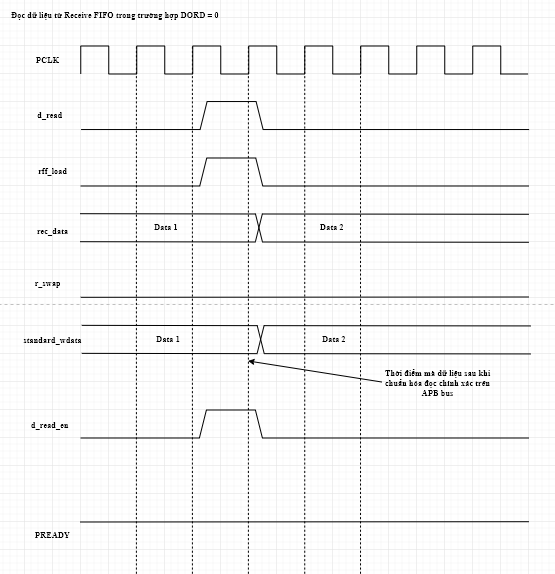 Đọc dữ liệu từ Receive FIFO trong trường hợp DORD = 0
PCLK
d_read
rff_load
rec_data Data 1 Data 2
r_swap
standard_wdata Data 1 Data 2
Thời điểm mà dữ liệu sau khi
chuẩn hóa đọc chính xác trên
APB bus
d_read_en
PREADY